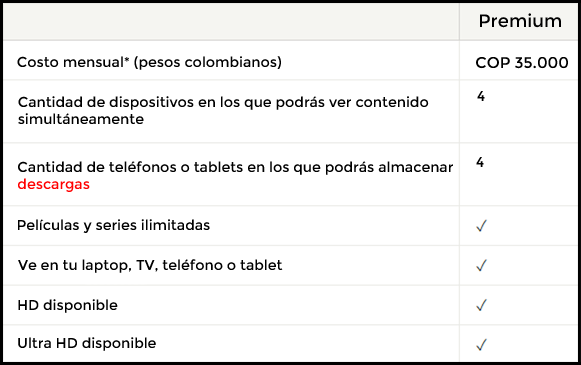 Premium
Costo mensual* (pesos colombianos) COP 35.000
Cantidad de dispositivos en los que podrás ver contenido
simultáneamente
4
Cantidad de teléfonos o tablets en los que podrás almacenar
descargas
4
Películas y series ilimitadas ✓
Ve en tu laptop, TV, teléfono o tablet ✓
HD disponible ✓
Ultra HD disponible ✓